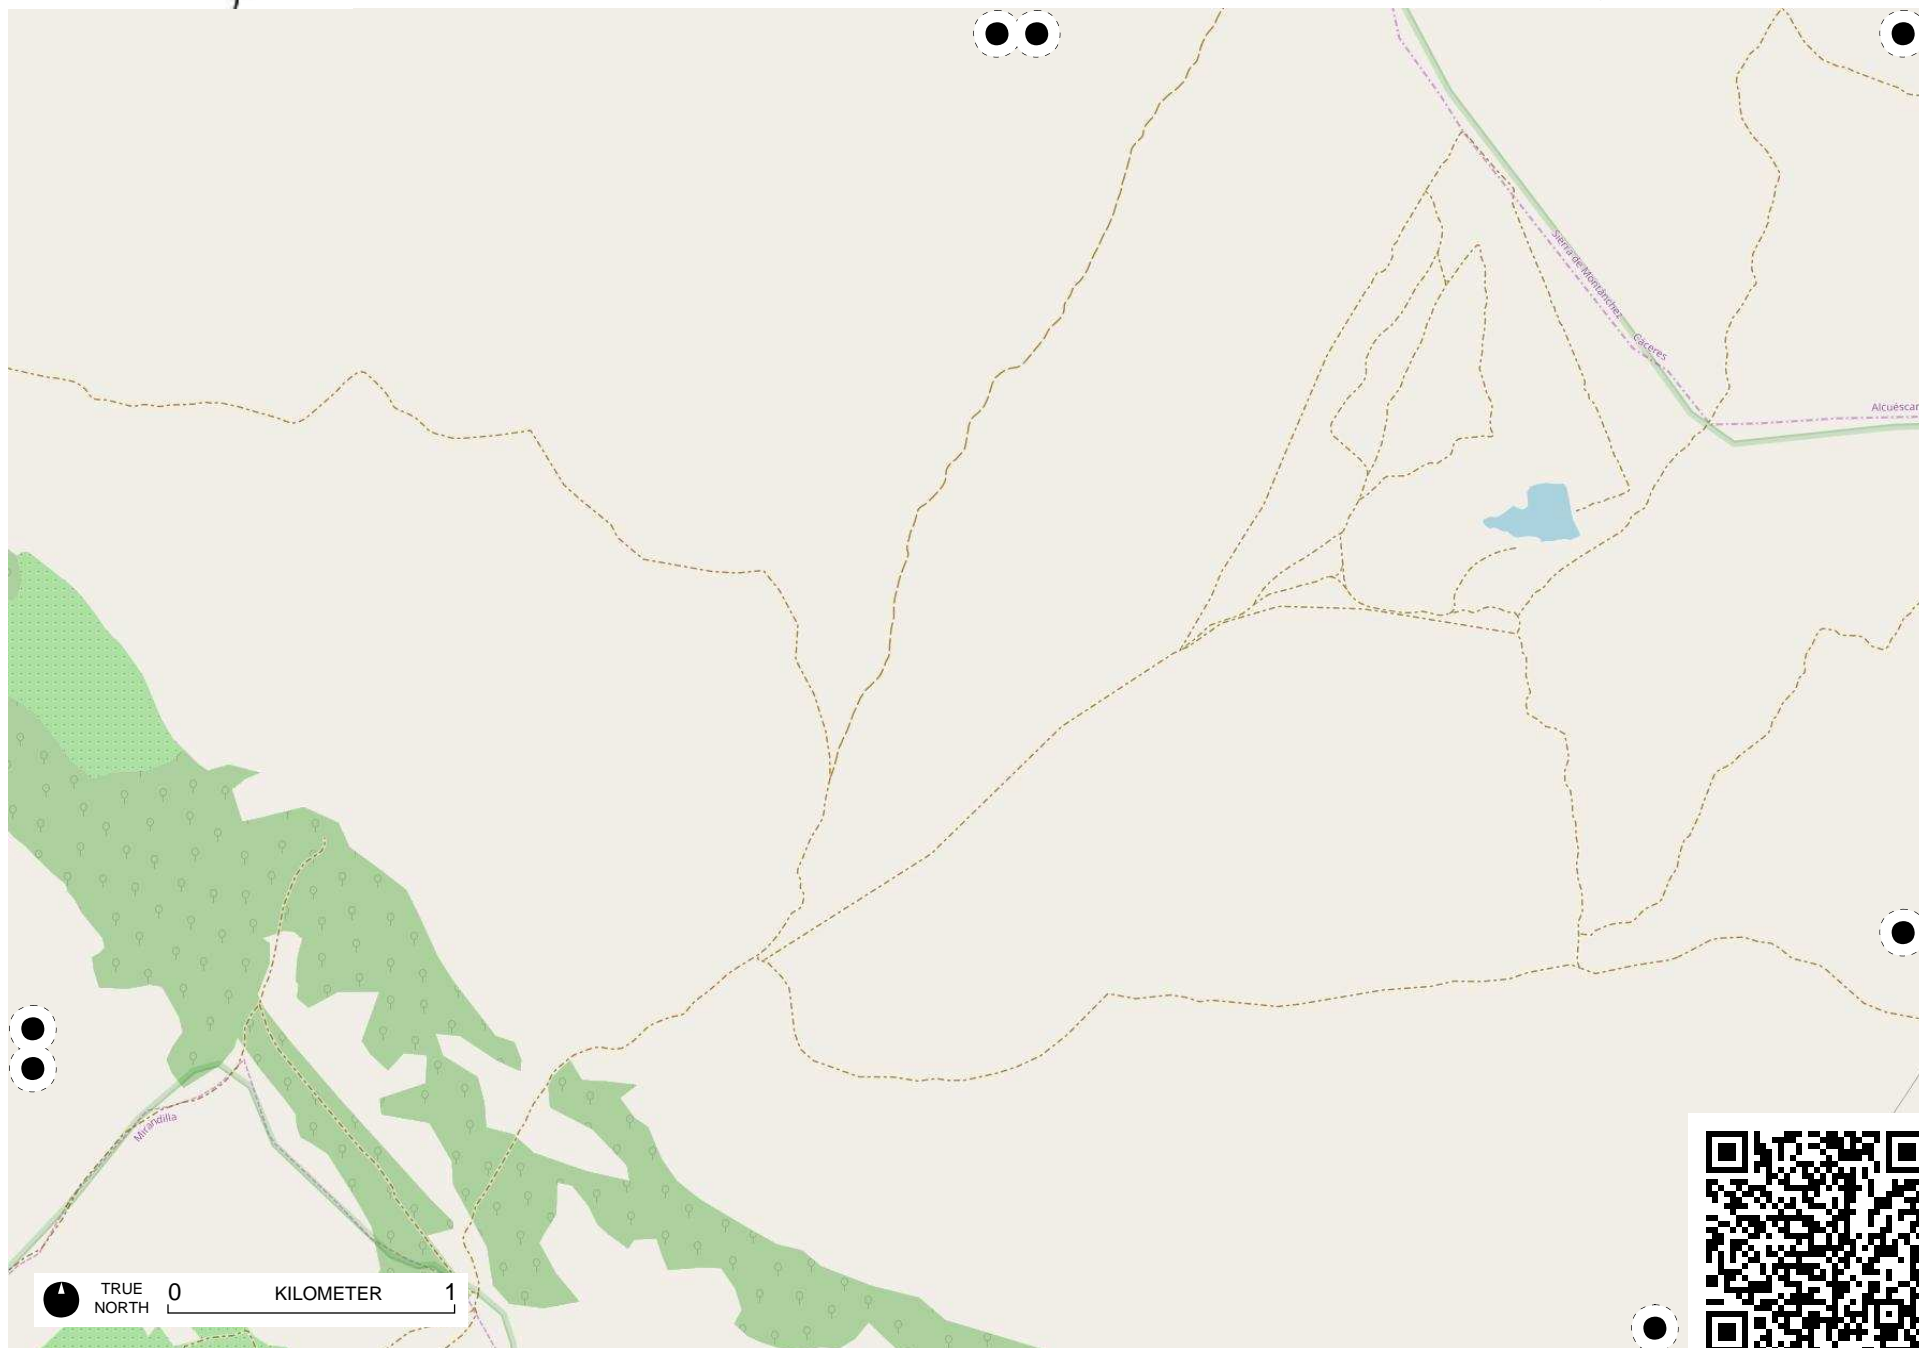 Sierra de Montánchez
Cáceres
Alcuéscar
Mirandilla
TRUE
NORTH
0 KILOMETER 1